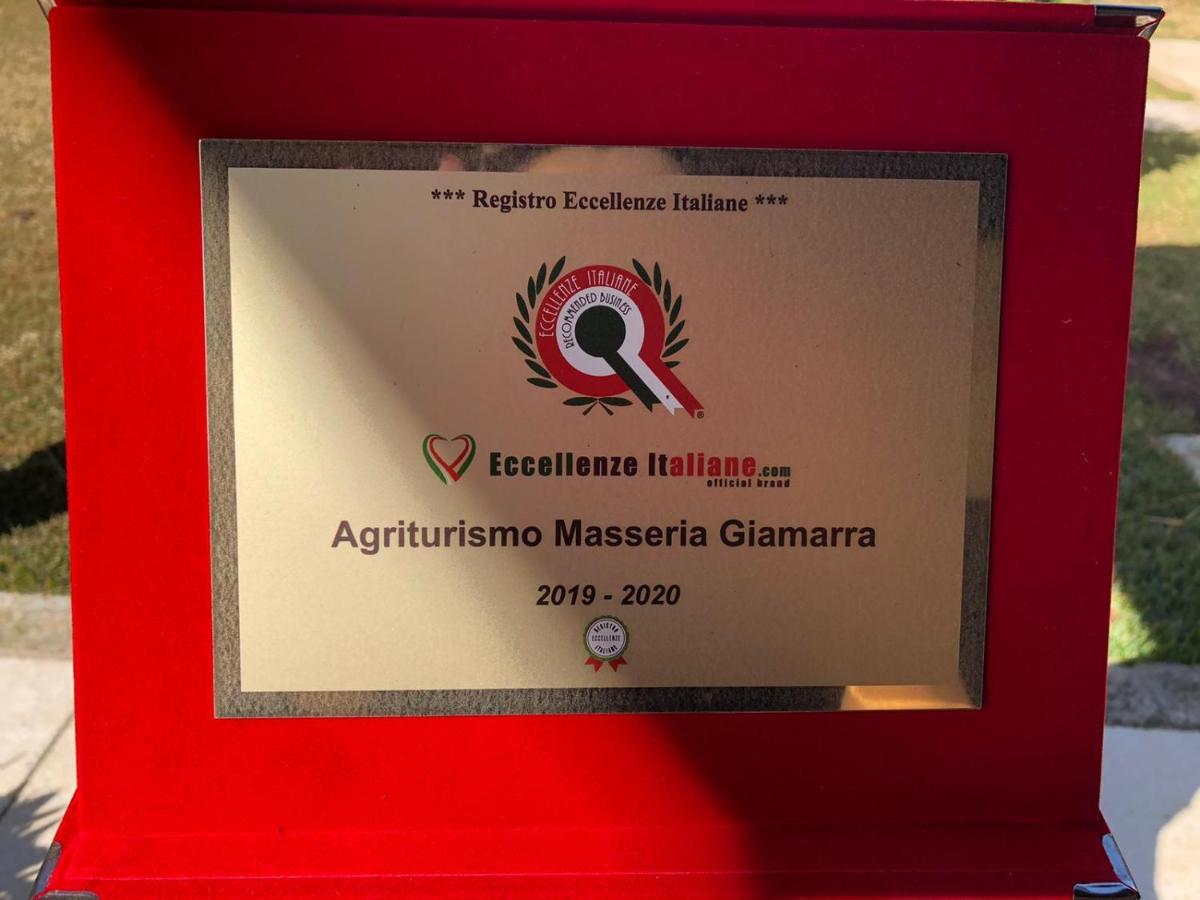 *** Registro Eccellenze Italiane ***
ECCELLENZE ITALIANE
RECOMMENDED BUSINESS
®
Eccellenze Italiane.com
official brand
Agriturismo Masseria Giamarra
2019 - 2020
REGISTRO
ECCELLENZE
ITALIANE